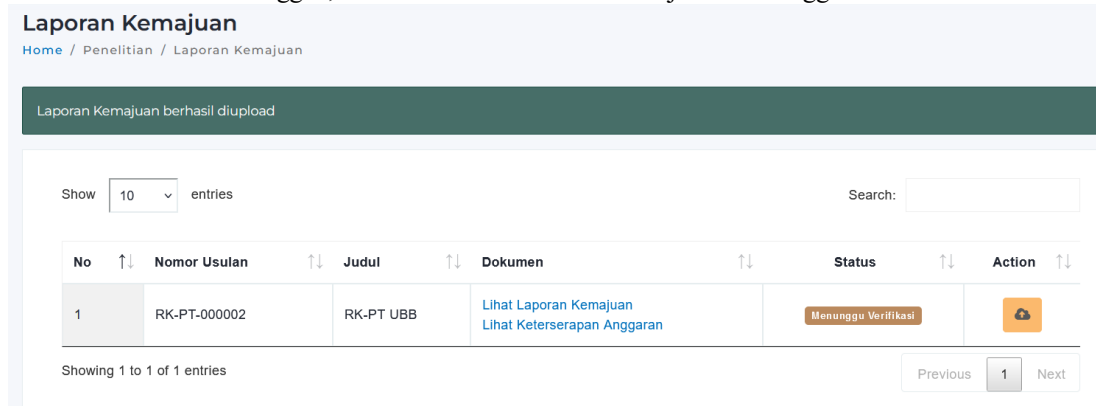 Laporan Kemajuan
Home / Penelitian / Laporan Kemajuan
Laporan Kemajuan berhasil diupload
Show 10 entries Search:
No Nomor Usulan Judul Dokumen Status Action
1 RK-PT-000002 RK-PT UBB Lihat Laporan Kemajuan Menunggu Verifikasi
Lihat Keterserapan Anggaran
Showing 1 to 1 of 1 entries Previous 1 Next